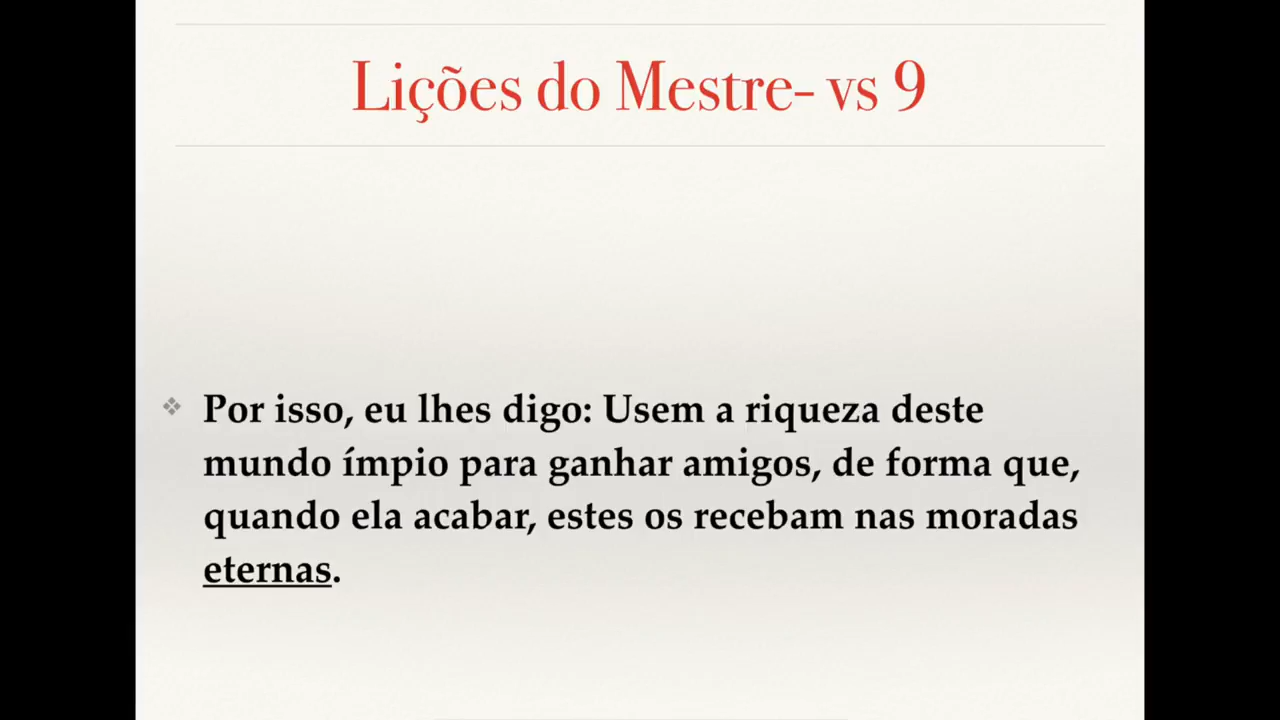 Lições do Mestre- vs 9
Por isso, eu lhes digo: Usem a riqueza deste
mundo ímpio para ganhar amigos, de forma que,
quando ela acabar, estes os recebam nas moradas
eternas.